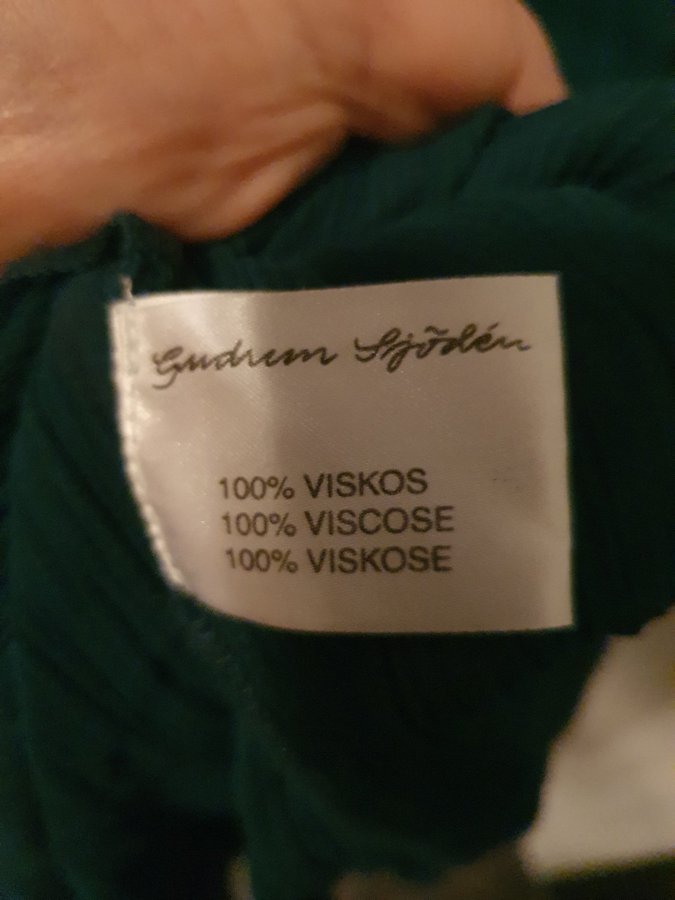 Gudrun Sjödén
100% VISKOS
100% VISCOSE
100% VISKOSE